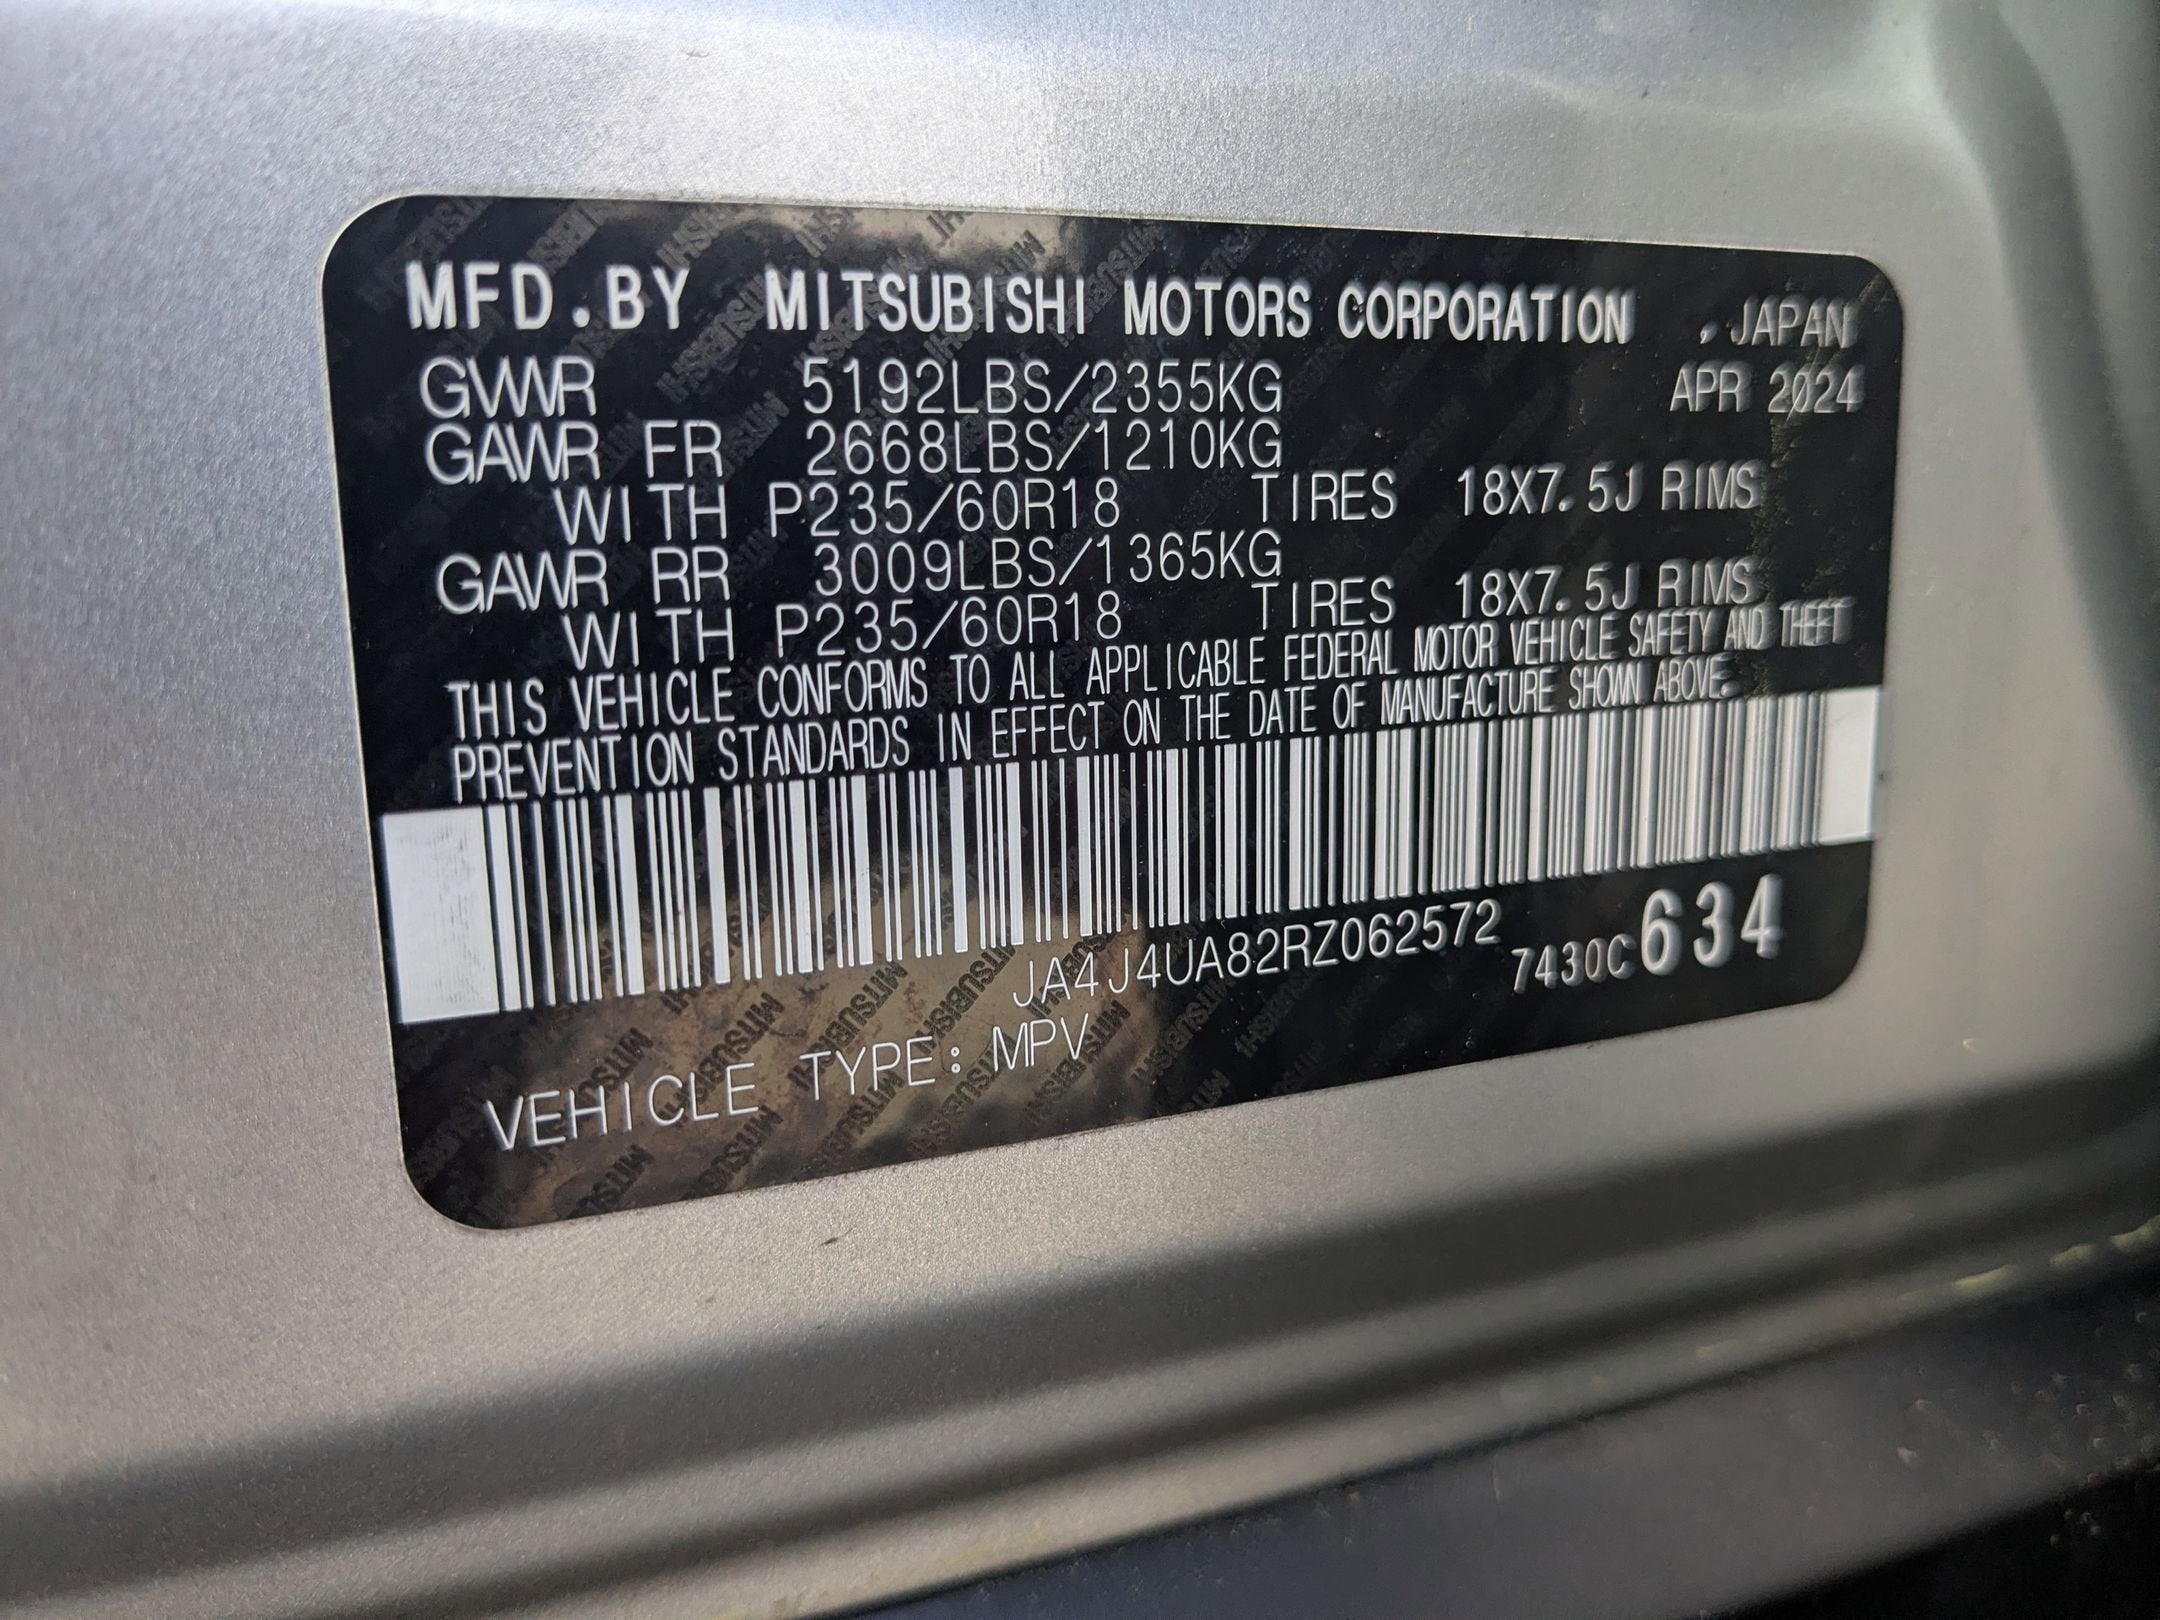 MFD.BY MITSUBISHI MOTORS CORPORATION , JAPAN
GVWR 5192LBS/2355KG APR 2024
GAWR FR 2668LBS/1210KG
WITH P235/60R18 TIRES 18X7.5J RIMS
GAWR RR 3009LBS/1365KG
WITH P235/60R18 TIRES 18X7.5J RIMS
THIS VEHICLE CONFORMS TO ALL APPLICABLE FEDERAL MOTOR VEHICLE SAFETY AND THEFT
PREVENTION STANDARDS IN EFFECT ON THE DATE OF MANUFACTURE SHOWN ABOVE.
JA4J4UA82RZ062572 7430C634
VEHICLE TYPE: MPV